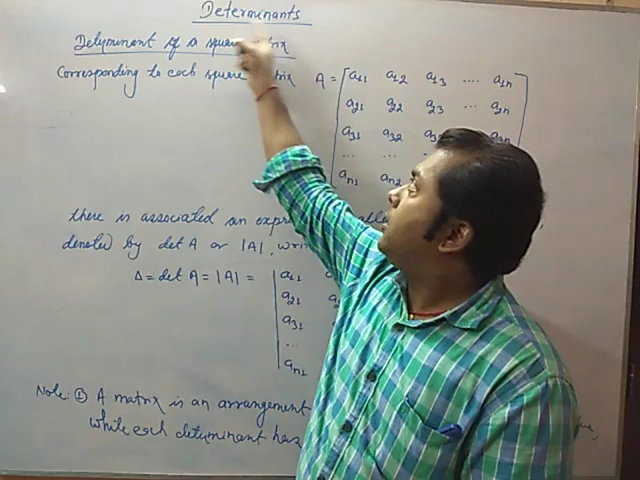 Determinants
Determinant of a square matrix
Corresponding to each square matrix A = [a11 a12 a13 .... a1n
a21 a22 a23 ... a2n
a31 a32
... ...
an1 an2
there is associated an
denoted by det A or |A|,
Δ = det A = |A| = | a11
a21
a31
...
an1
Note: ① A matrix is an arrangement
while each determinant has